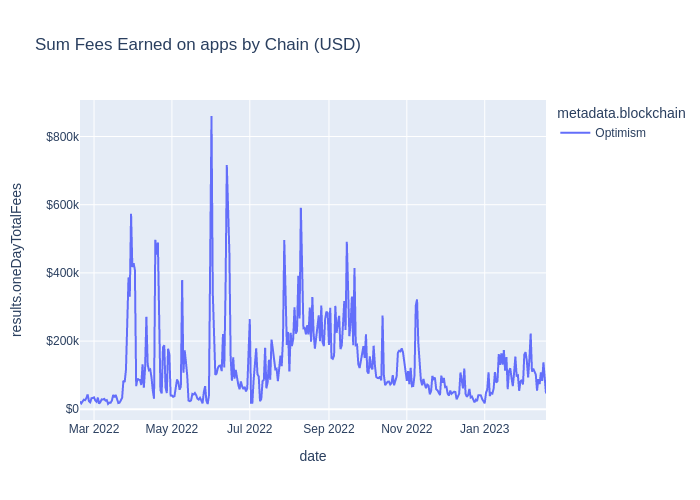 Sum Fees Earned on apps by Chain (USD)
metadata.blockchain
Optimism
results.oneDayTotalFees
$800k
$600k
$400k
$200k
$0
Mar 2022
May 2022
Jul 2022
Sep 2022
Nov 2022
Jan 2023
date